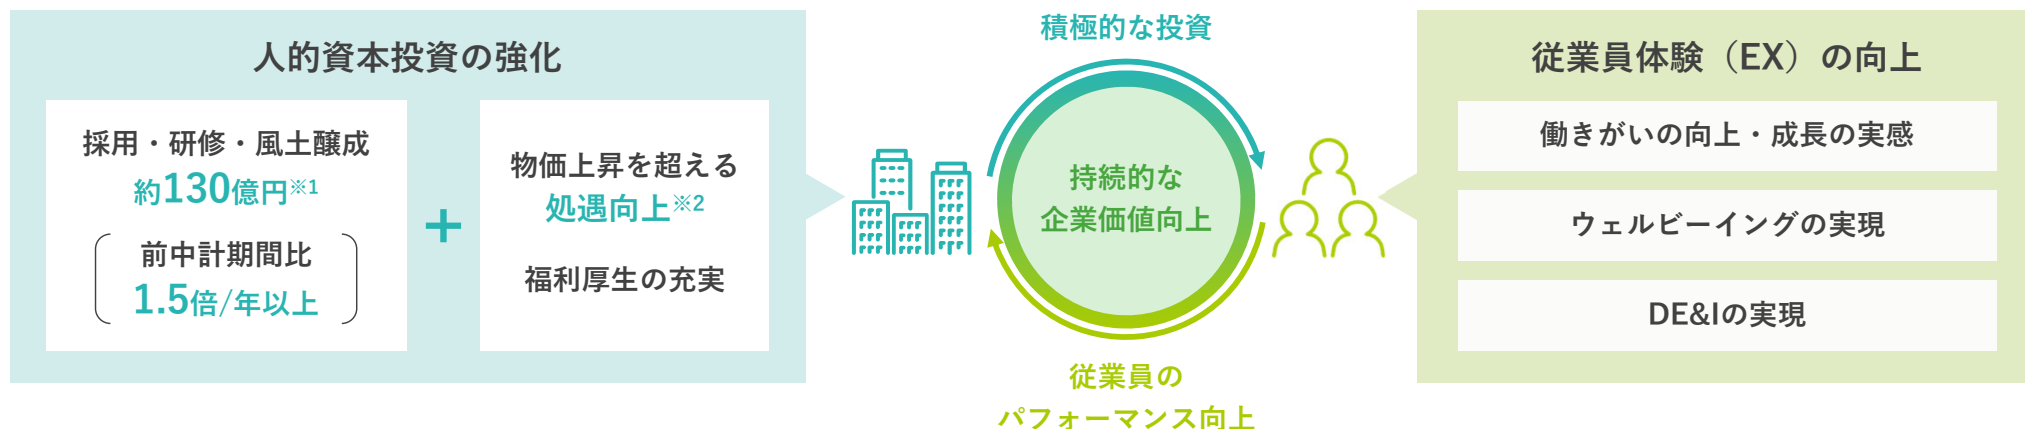 人的資本投資の強化
採用・研修・風土醸成
約130億円※1
前中計期間比
1.5倍/年以上
+
物価上昇を超える
処遇向上※2
福利厚生の充実
積極的な投資
持続的な
企業価値向上
従業員の
パフォーマンス向上
従業員体験（EX）の向上
働きがいの向上・成長の実感
ウェルビーイングの実現
DE&Iの実現